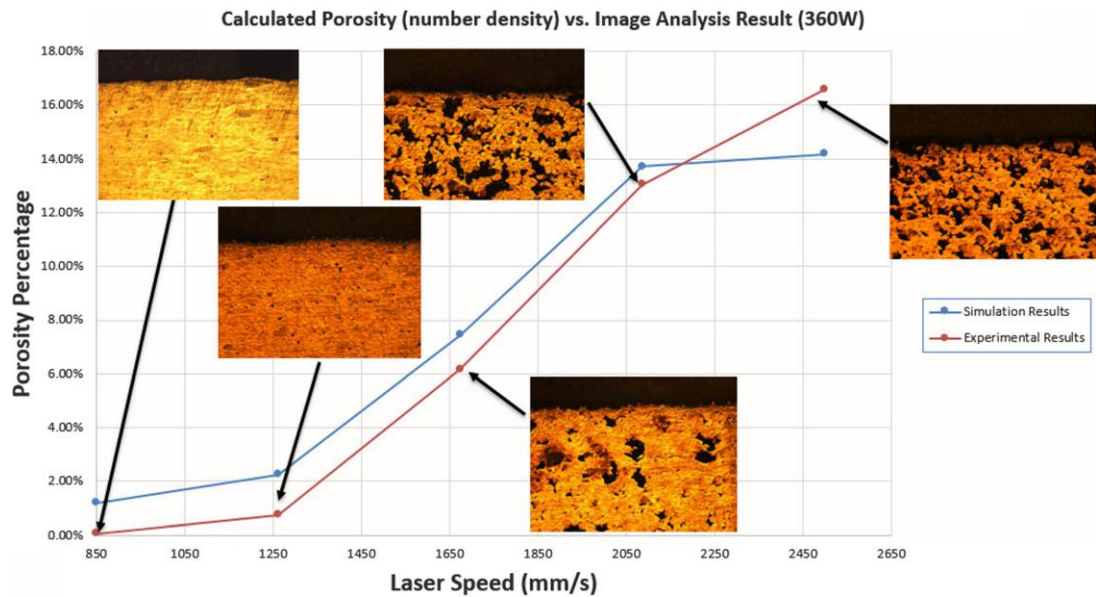 Calculated Porosity (number density) vs. Image Analysis Result (360W)
18.00%
16.00%
14.00%
12.00%
10.00%
8.00%
6.00%
4.00%
2.00%
0.00%
Porosity Percentage
850 1050 1250 1450 1650 1850 2050 2250 2450 2650
Laser Speed (mm/s)
Simulation Results
Experimental Results